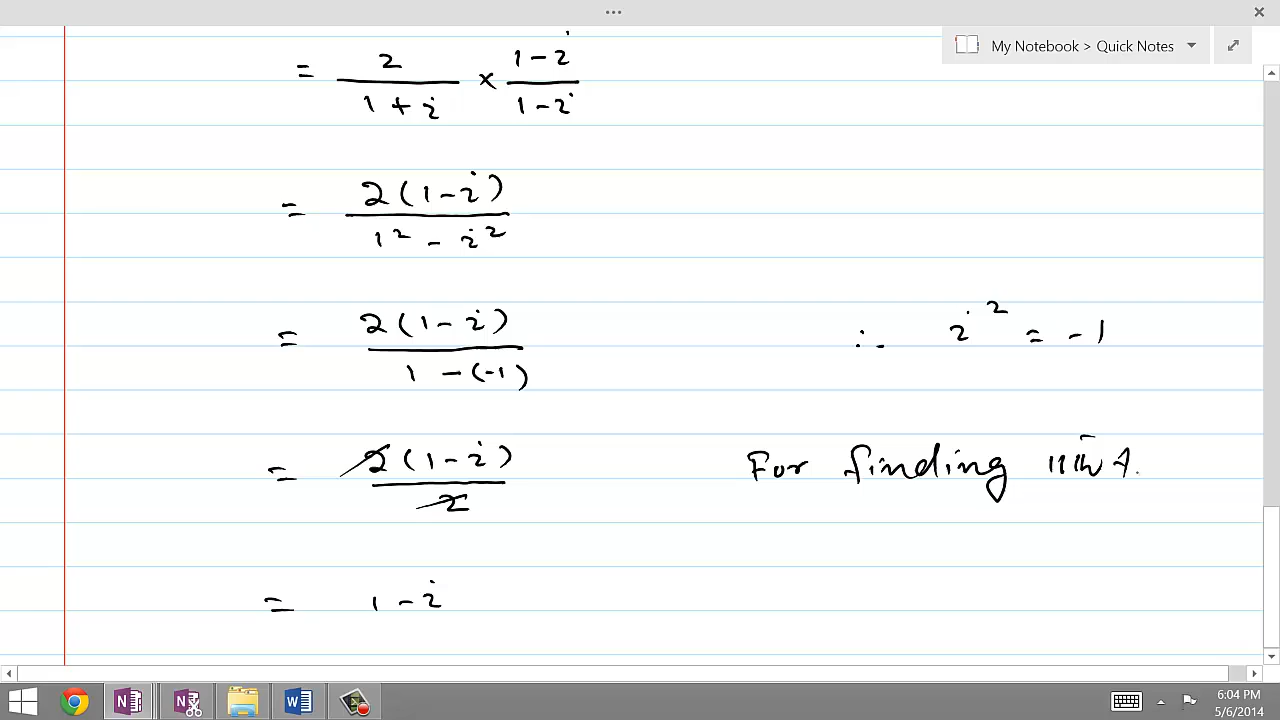 ...
My Notebook > Quick Notes
= 2/(1+i) × (1-i)/(1-i)
= 2(1-i)/(1² - i²)
= 2(1-i)/(1-(-1)) ∴ i² = -1
= 2(1-i)/2 For finding 11th
= 1-i
6:04 PM
5/6/2014